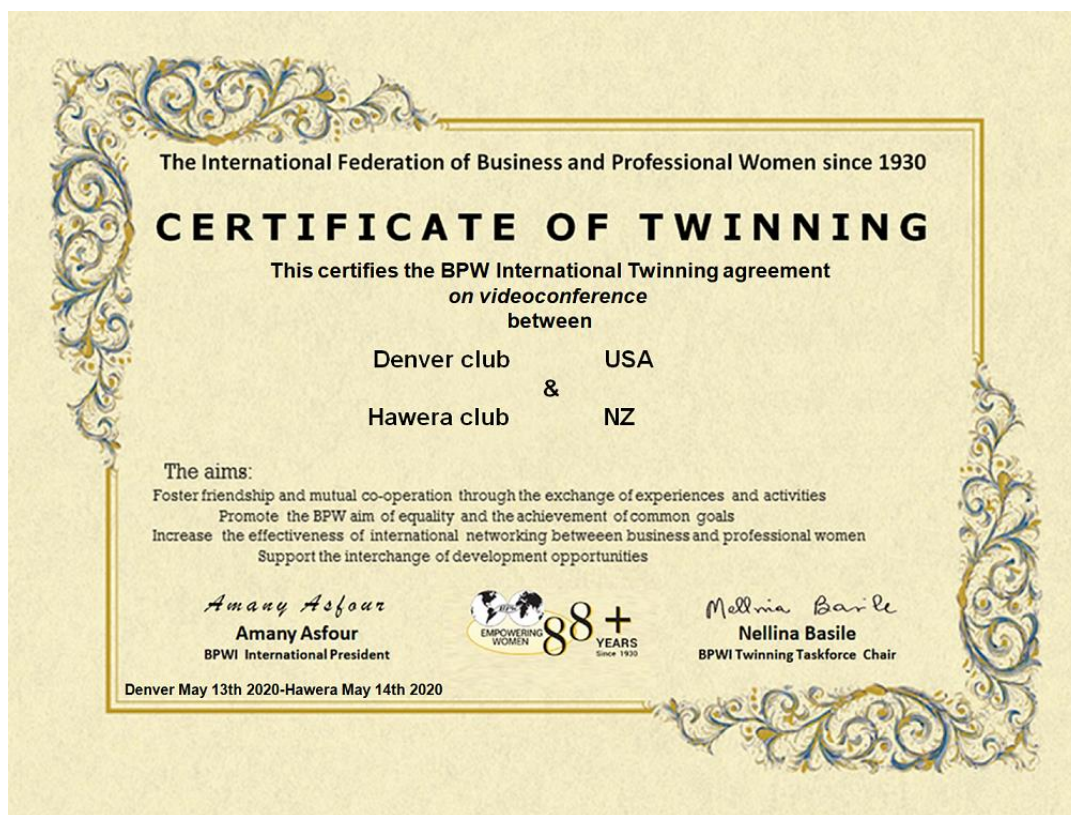 The International Federation of Business and Professional Women since 1930
CERTIFICATE OF TWINNING
This certifies the BPW International Twinning agreement
on videoconference
between
Denver club USA
&
Hawera club NZ
The aims:
Foster friendship and mutual co-operation through the exchange of experiences and activities
Promote the BPW aim of equality and the achievement of common goals
Increase the effectiveness of international networking betweeen business and professional women
Support the interchange of development opportunities
Amany Asfour
Amany Asfour
BPWI International President
BPW
EMPOWERING
WOMEN
88+
YEARS
Since 1930
Mellina Basile
Nellina Basile
BPWI Twinning Taskforce Chair
Denver May 13th 2020-Hawera May 14th 2020